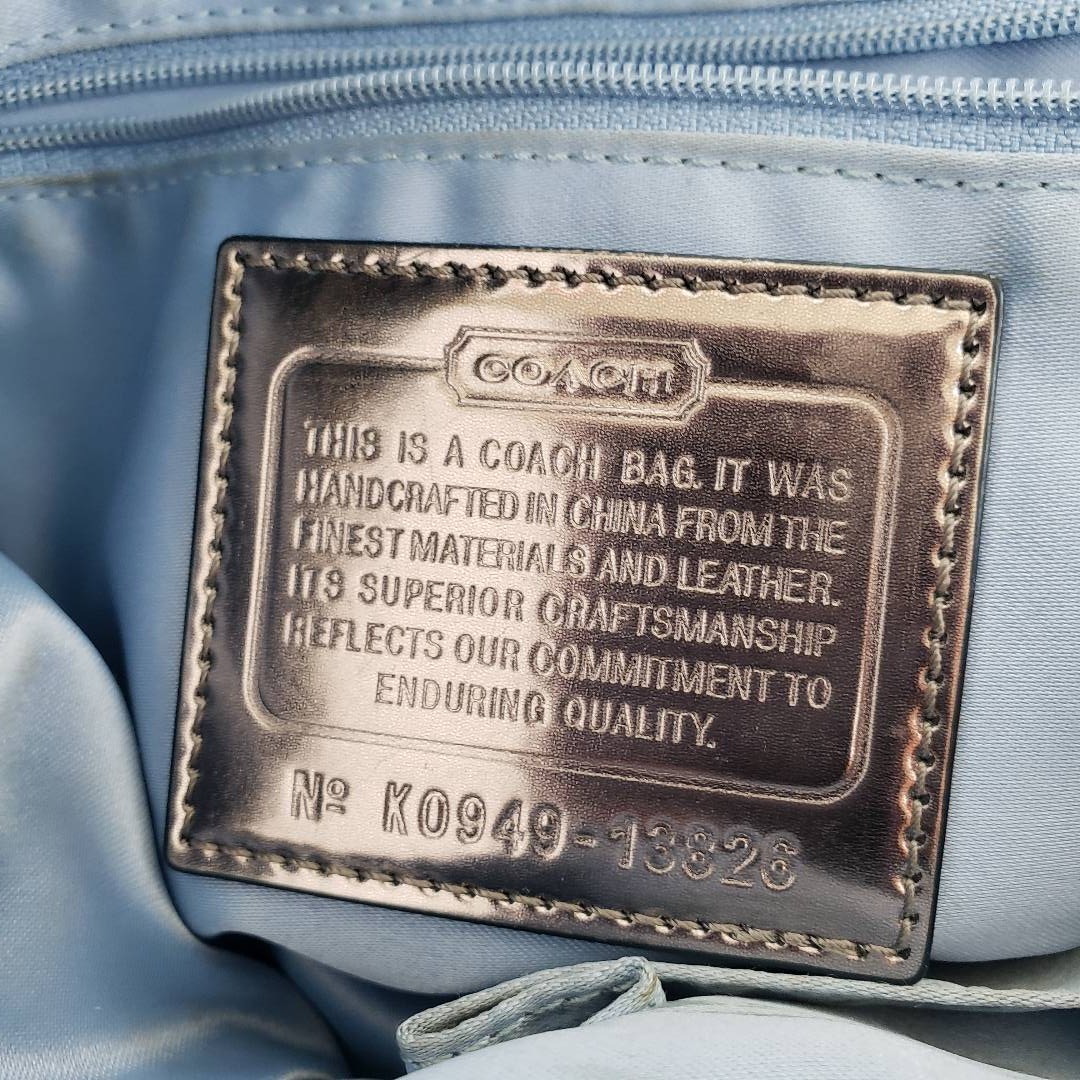 COACH
THIS IS A COACH BAG. IT WAS
HANDCRAFTED IN CHINA FROM THE
FINEST MATERIALS AND LEATHER.
ITS SUPERIOR CRAFTSMANSHIP
REFLECTS OUR COMMITMENT TO
ENDURING QUALITY.
Nº K0949-13826